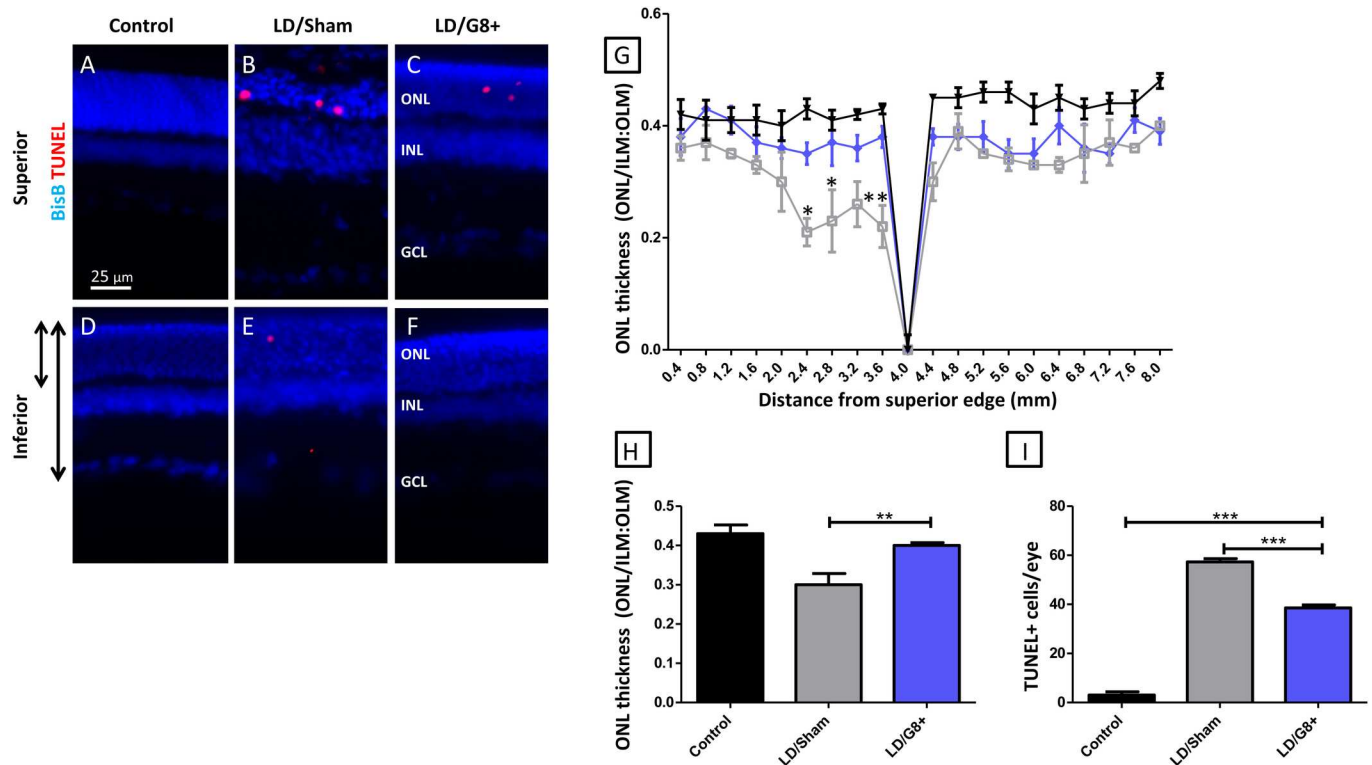 Control LD/Sham LD/G8+
Superior
Inferior
BisB TUNEL
A
B
C
ONL
INL
GCL
25 µm
D
E
F
ONL
INL
GCL
G
ONL thickness (ONL/ILM:OLM)
0.6
0.4
0.2
0.0
* * * *
0.4 0.8 1.2 1.6 2.0 2.4 2.8 3.2 3.6 4.0 4.4 4.8 5.2 5.6 6.0 6.4 6.8 7.2 7.6 8.0
Distance from superior edge (mm)
H
ONL thickness (ONL/ILM:OLM)
0.5
0.4
0.3
0.2
0.1
0.0
**
Control LD/Sham LD/G8+
I
TUNEL+ cells/eye
80
60
40
20
0
***
***
Control LD/Sham LD/G8+